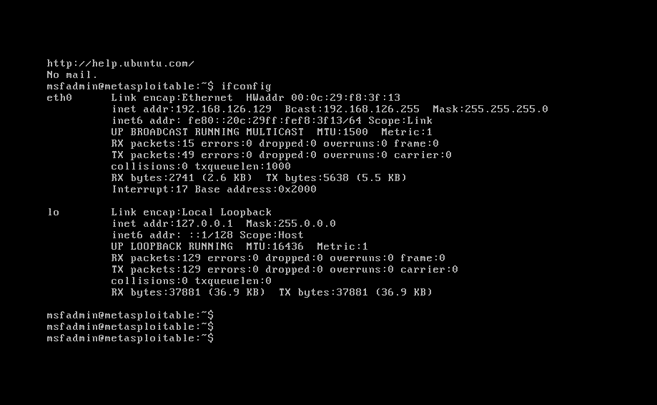 http://help.ubuntu.com/
No mail.
msfadmin@metasploitable:~$ ifconfig
eth0      Link encap:Ethernet  HWaddr 00:0c:29:f8:3f:13
          inet addr:192.168.126.129  Bcast:192.168.126.255  Mask:255.255.255.0
          inet6 addr: fe80::20c:29ff:fef8:3f13/64 Scope:Link
          UP BROADCAST RUNNING MULTICAST  MTU:1500  Metric:1
          RX packets:15 errors:0 dropped:0 overruns:0 frame:0
          TX packets:49 errors:0 dropped:0 overruns:0 carrier:0
          collisions:0 txqueuelen:1000
          RX bytes:2741 (2.6 KB)  TX bytes:5638 (5.5 KB)
          Interrupt:17 Base address:0x2000

lo        Link encap:Local Loopback
          inet addr:127.0.0.1  Mask:255.0.0.0
          inet6 addr: ::1/128 Scope:Host
          UP LOOPBACK RUNNING  MTU:16436  Metric:1
          RX packets:129 errors:0 dropped:0 overruns:0 frame:0
          TX packets:129 errors:0 dropped:0 overruns:0 carrier:0
          collisions:0 txqueuelen:0
          RX bytes:37881 (36.9 KB)  TX bytes:37881 (36.9 KB)

msfadmin@metasploitable:~$
msfadmin@metasploitable:~$
msfadmin@metasploitable:~$